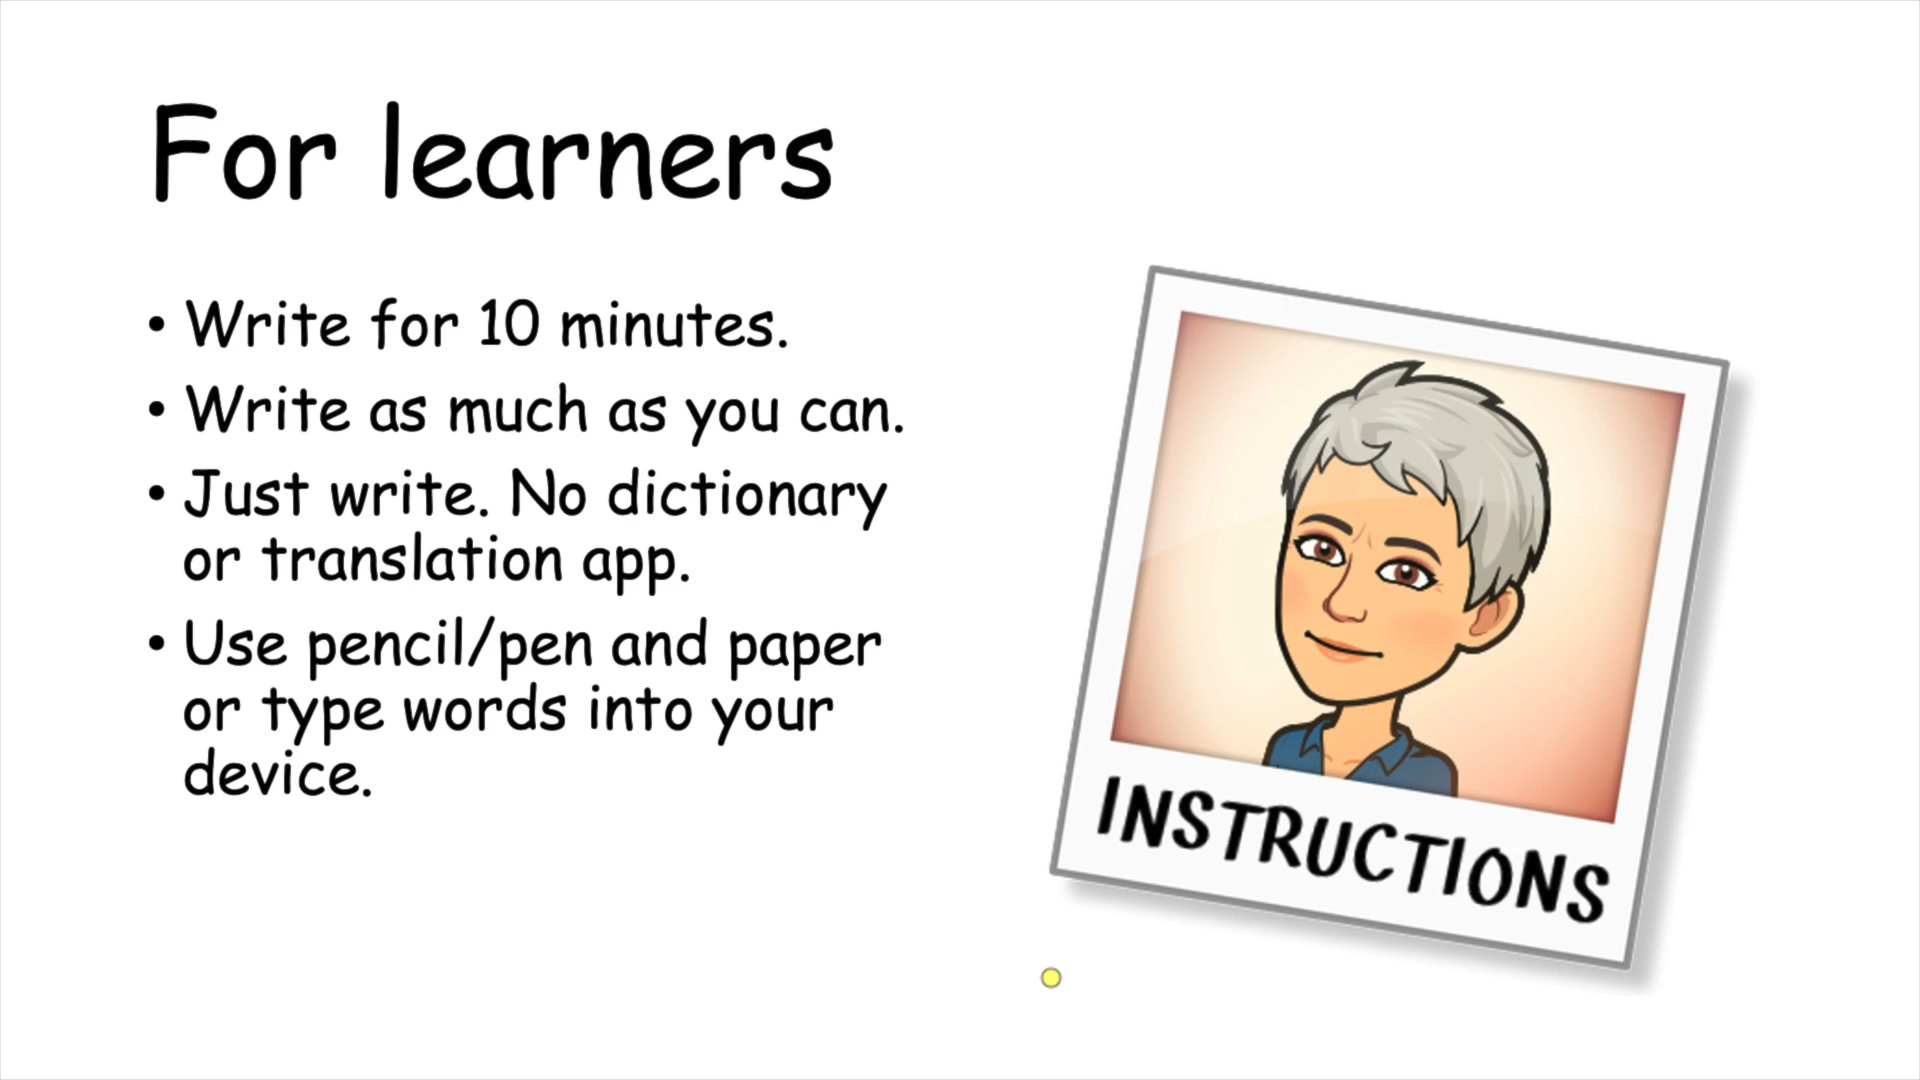 For learners
• Write for 10 minutes.
• Write as much as you can.
• Just write. No dictionary
or translation app.
• Use pencil/pen and paper
or type words into your
device.
INSTRUCTIONS